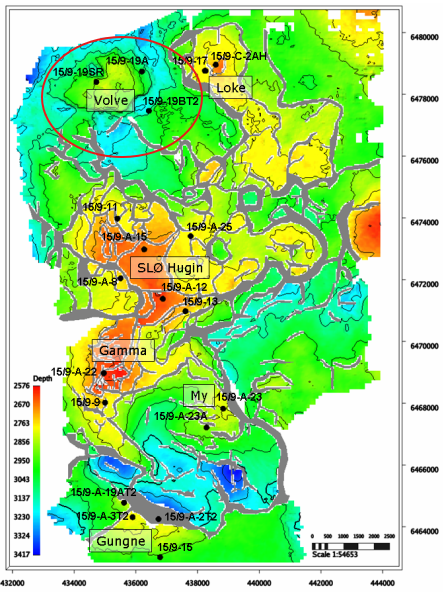 6480000
15/9-19A
15/9-17
15/9-C-2AH
15/9-19SR
Loke
Volve
15/9-19BT2
6478000
6476000
15/9-11
6474000
15/9-A-25
15/9-A-15
SLØ Hugin
15/9-A-8
6472000
15/9-A-12
15/9-13
6470000
Gamma
15/9-A-22
Depth
2576
2670
2763
2856
2950
3043
3137
3230
3324
3417
My
15/9-A-23
15/9-9
6468000
15/9-A-23A
6466000
15/9-A-19AT2
15/9-A-3T2
15/9-A-2T2
6464000
Gungne
15/9-15
0 500 1000 1500 2000 2500
Scale 1:54653
432000 434000 436000 438000 440000 442000 444000